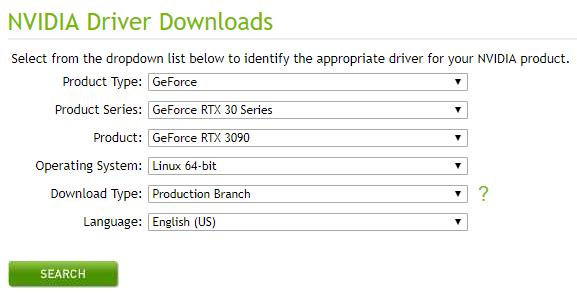 NVIDIA Driver Downloads
Select from the dropdown list below to identify the appropriate driver for your NVIDIA product.
Product Type: GeForce
Product Series: GeForce RTX 30 Series
Product: GeForce RTX 3090
Operating System: Linux 64-bit
Download Type: Production Branch ?
Language: English (US)
SEARCH